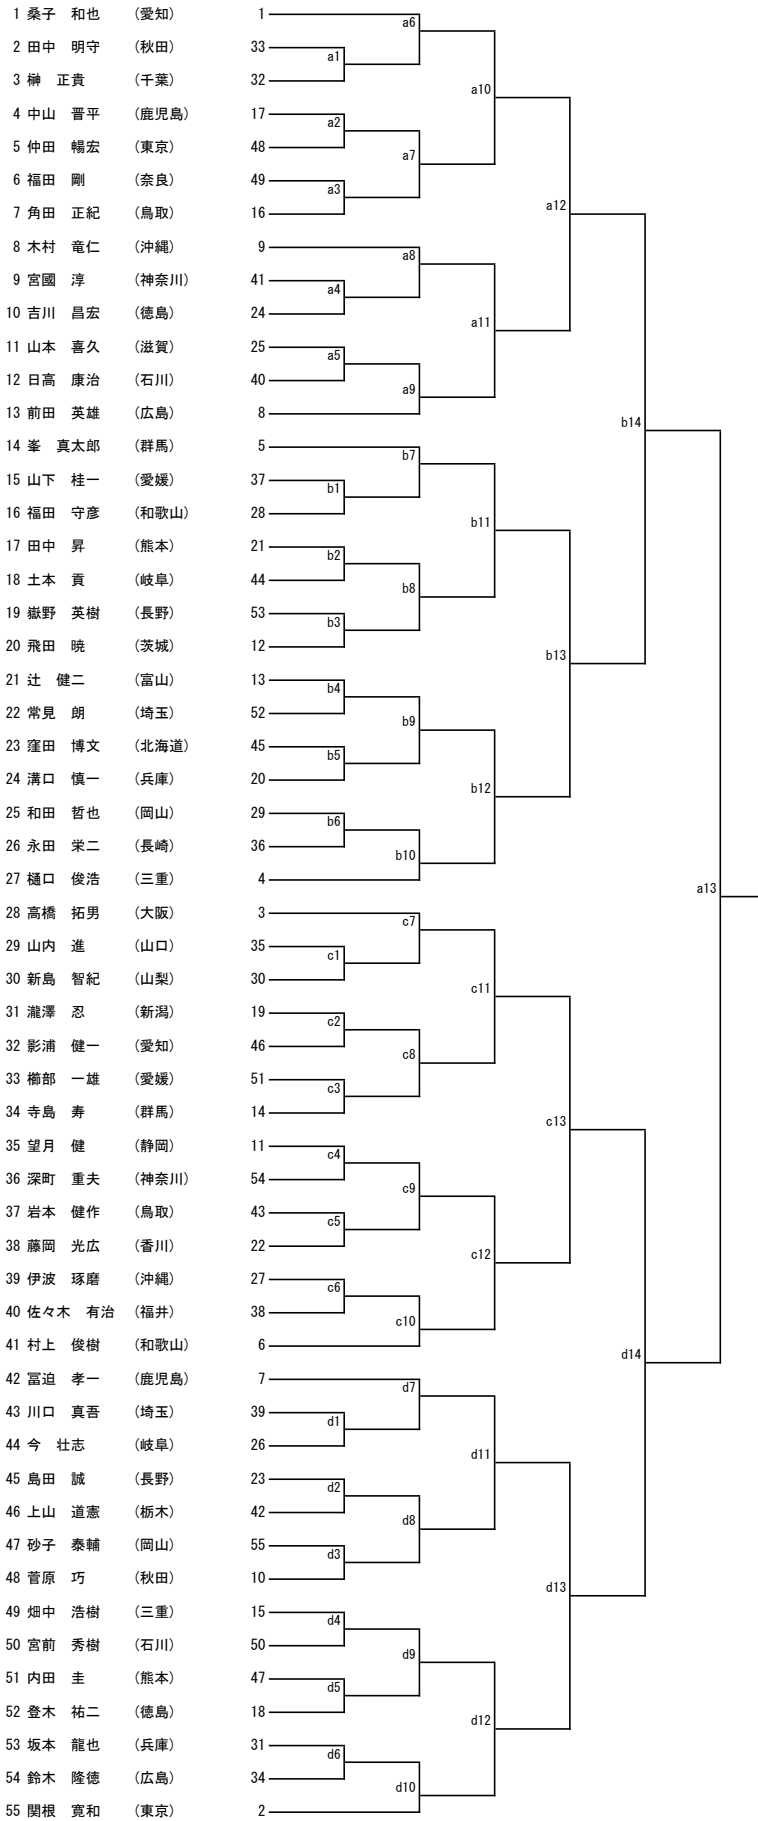 1 桑子 和也 (愛知) 1
a6
2 田中 明守 (秋田) 33
a1
3 榊 正貴 (千葉) 32
a10
4 中山 晋平 (鹿児島) 17
a2
5 仲田 暢宏 (東京) 48
a7
6 福田 剛 (奈良) 49
a3
7 角田 正紀 (鳥取) 16
a12
8 木村 竜仁 (沖縄) 9
a8
9 宮國 淳 (神奈川) 41
a4
10 吉川 昌宏 (徳島) 24
a11
11 山本 喜久 (滋賀) 25
a5
12 日高 康治 (石川) 40
a9
13 前田 英雄 (広島) 8
b14
14 峯 真太郎 (群馬) 5
b7
15 山下 桂一 (愛媛) 37
b1
16 福田 守彦 (和歌山) 28
b11
17 田中 昇 (熊本) 21
b2
18 土本 貢 (岐阜) 44
b8
19 嶽野 英樹 (長野) 53
b3
20 飛田 暁 (茨城) 12
b13
21 辻 健二 (富山) 13
b4
22 常見 朗 (埼玉) 52
b9
23 窪田 博文 (北海道) 45
b5
24 溝口 慎一 (兵庫) 20
b12
25 和田 哲也 (岡山) 29
b6
26 永田 栄二 (長崎) 36
b10
27 樋口 俊浩 (三重) 4
a13
28 高橋 拓男 (大阪) 3
c7
29 山内 進 (山口) 35
c1
30 新島 智紀 (山梨) 30
c11
31 瀧澤 忍 (新潟) 19
c2
32 影浦 健一 (愛知) 46
c8
33 曛部 一雄 (愛媛) 51
c3
34 寺島 寿 (群馬) 14
c13
35 望月 健 (静岡) 11
c4
36 深町 重夫 (神奈川) 54
c9
37 岩本 健作 (鳥取) 43
c5
38 藤岡 光広 (香川) 22
c12
39 伊波 琢磨 (沖縄) 27
c6
40 佐々木 有治 (福井) 38
c10
41 村上 俊樹 (和歌山) 6
d14
42 冨迫 孝一 (鹿児島) 7
d7
43 川口 真吾 (埼玉) 39
d1
44 今 壮志 (岐阜) 26
d11
45 島田 誠 (長野) 23
d2
46 上山 道憲 (栃木) 42
d8
47 砂子 泰輔 (岡山) 55
d3
48 菅原 巧 (秋田) 10
d13
49 畑中 浩樹 (三重) 15
d4
50 宮前 秀樹 (石川) 50
d9
51 内田 圭 (熊本) 47
d5
52 登木 祐二 (徳島) 18
d12
53 坂本 龍也 (兵庫) 31
d6
54 鈴木 隆徳 (広島) 34
d10
55 関根 寛和 (東京) 2